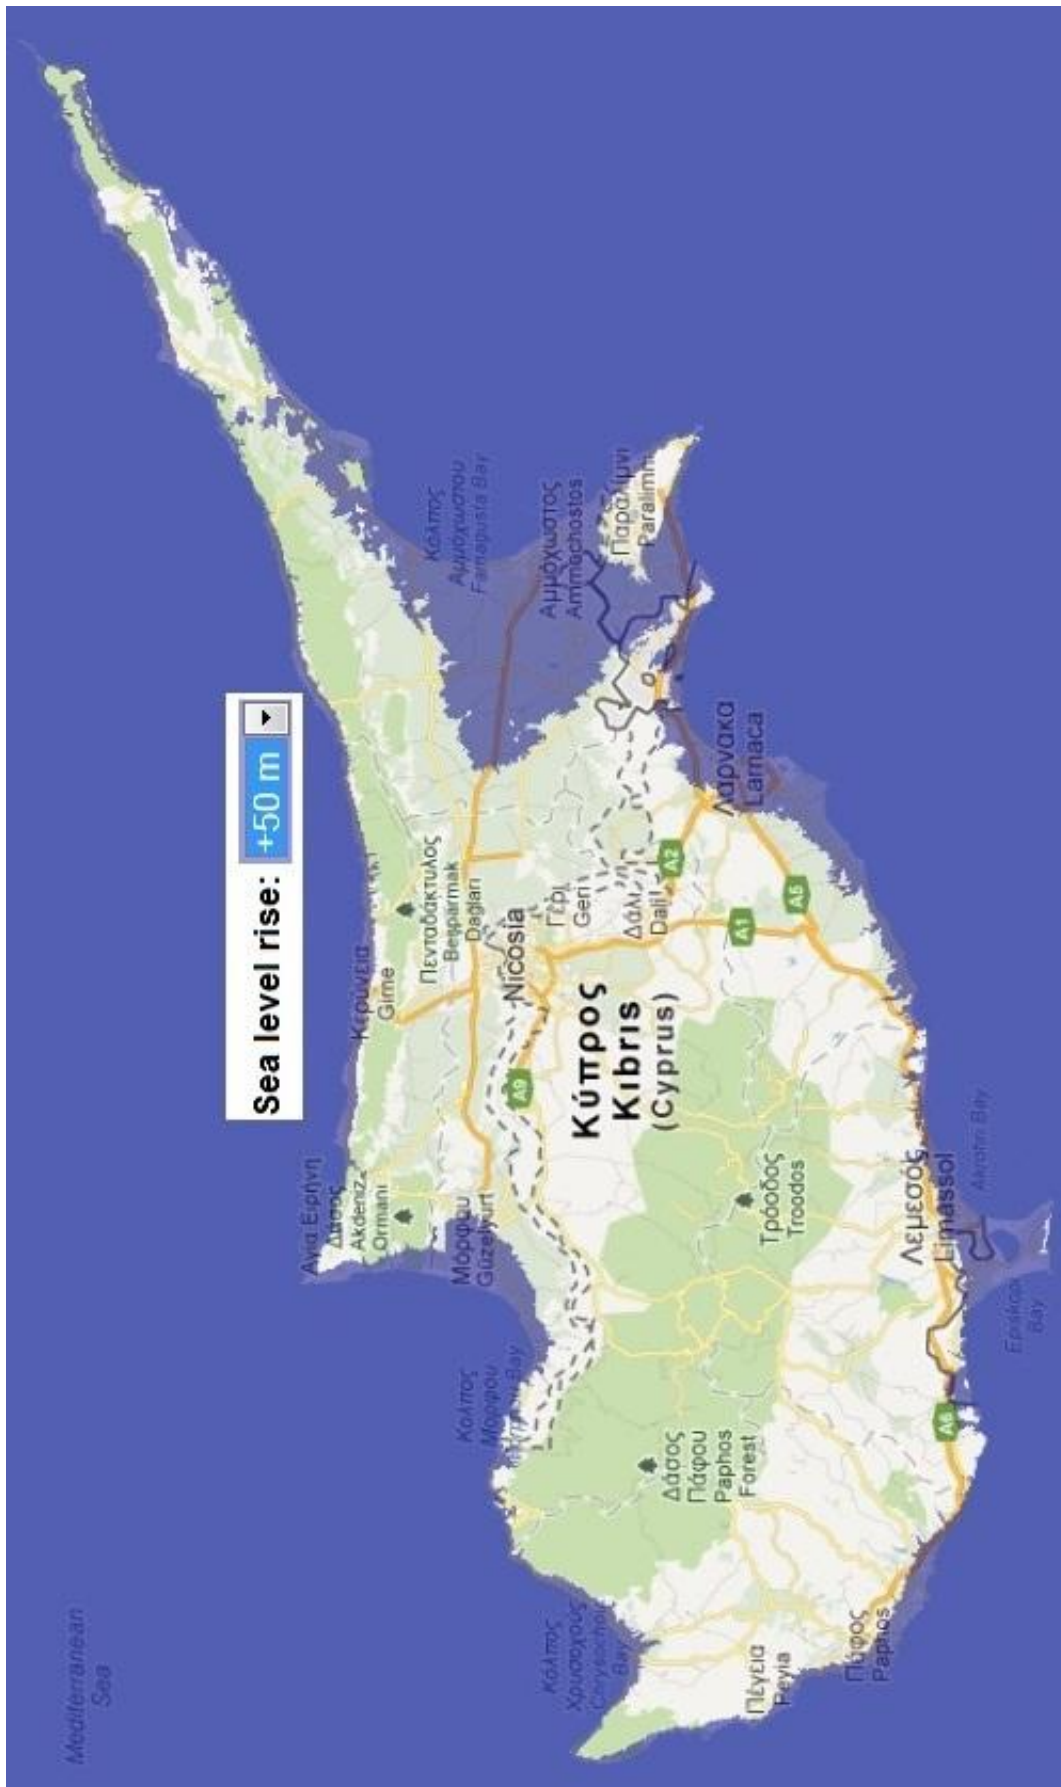 Mediterranean
Sea
Sea level rise: +50 m
Αγία Ειρήνη
Δάσος
Akdeniz
Ormani
Κερύνεια
Girne
Πενταδάκτυλος
Beşparmak
Dağları
Κόλπος
Αμμοχώστου
Famagusta Bay
Κόλπος
Μόρφου
Bay
Μόρφου
Güzelyurt
Nicosia
A9
Γέρι
Geri
Αμμόχωστος
Ammochostos
Παραλίμνι
Paralimni
Κύπρος
Kıbrıs
(Cyprus)
Δάλι
Dali
A2
Λάρνακα
Larnaca
A1
A5
Κόλπος
Χρυσοχούς
Chrysochous
Bay
Δάσος
Πάφου
Paphos
Forest
Τρόοδος
Troodos
Πέγεια
Peyia
Πάφος
Paphos
A6
Λεμεσός
Limassol
Akrotiri Bay
Episkopi
Bay